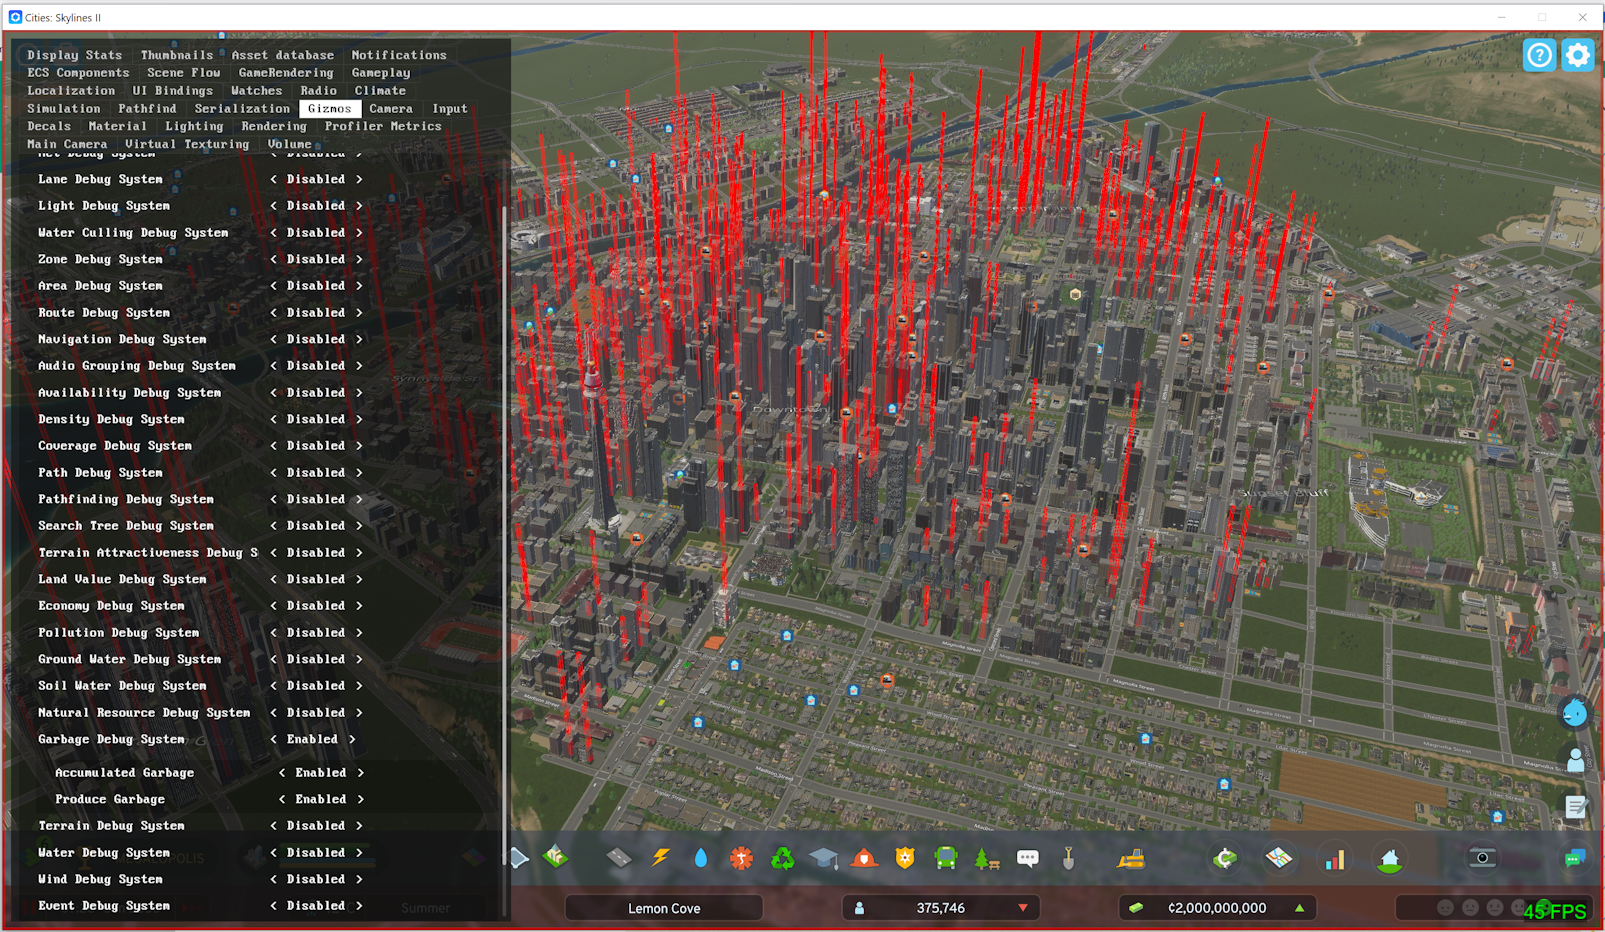 Cities: Skylines II
Display Stats Thumbnails Asset database Notifications
ECS Components Scene Flow GameRendering Gameplay
Localization UI Bindings Watches Radio Climate
Simulation Pathfind Serialization Gizmos Camera Input
Decals Material Lighting Rendering Profiler Metrics
Main Camera Virtual Texturing Volume
Net Debug System < Disabled >
Lane Debug System < Disabled >
Light Debug System < Disabled >
Water Culling Debug System < Disabled >
Zone Debug System < Disabled >
Area Debug System < Disabled >
Route Debug System < Disabled >
Navigation Debug System < Disabled >
Audio Grouping Debug System < Disabled >
Availability Debug System < Disabled >
Density Debug System < Disabled >
Coverage Debug System < Disabled >
Path Debug System < Disabled >
Pathfinding Debug System < Disabled >
Search Tree Debug System < Disabled >
Terrain Attractiveness Debug S < Disabled >
Land Value Debug System < Disabled >
Economy Debug System < Disabled >
Pollution Debug System < Disabled >
Ground Water Debug System < Disabled >
Soil Water Debug System < Disabled >
Natural Resource Debug System < Disabled >
Garbage Debug System < Enabled >
Accumulated Garbage < Enabled >
Produce Garbage < Enabled >
Terrain Debug System < Disabled >
Water Debug System < Disabled >
Wind Debug System < Disabled >
Event Debug System < Disabled >
Downtown
Magnolia Street
Summer
Lemon Cove
375,746
¢2,000,000,000
45 FPS